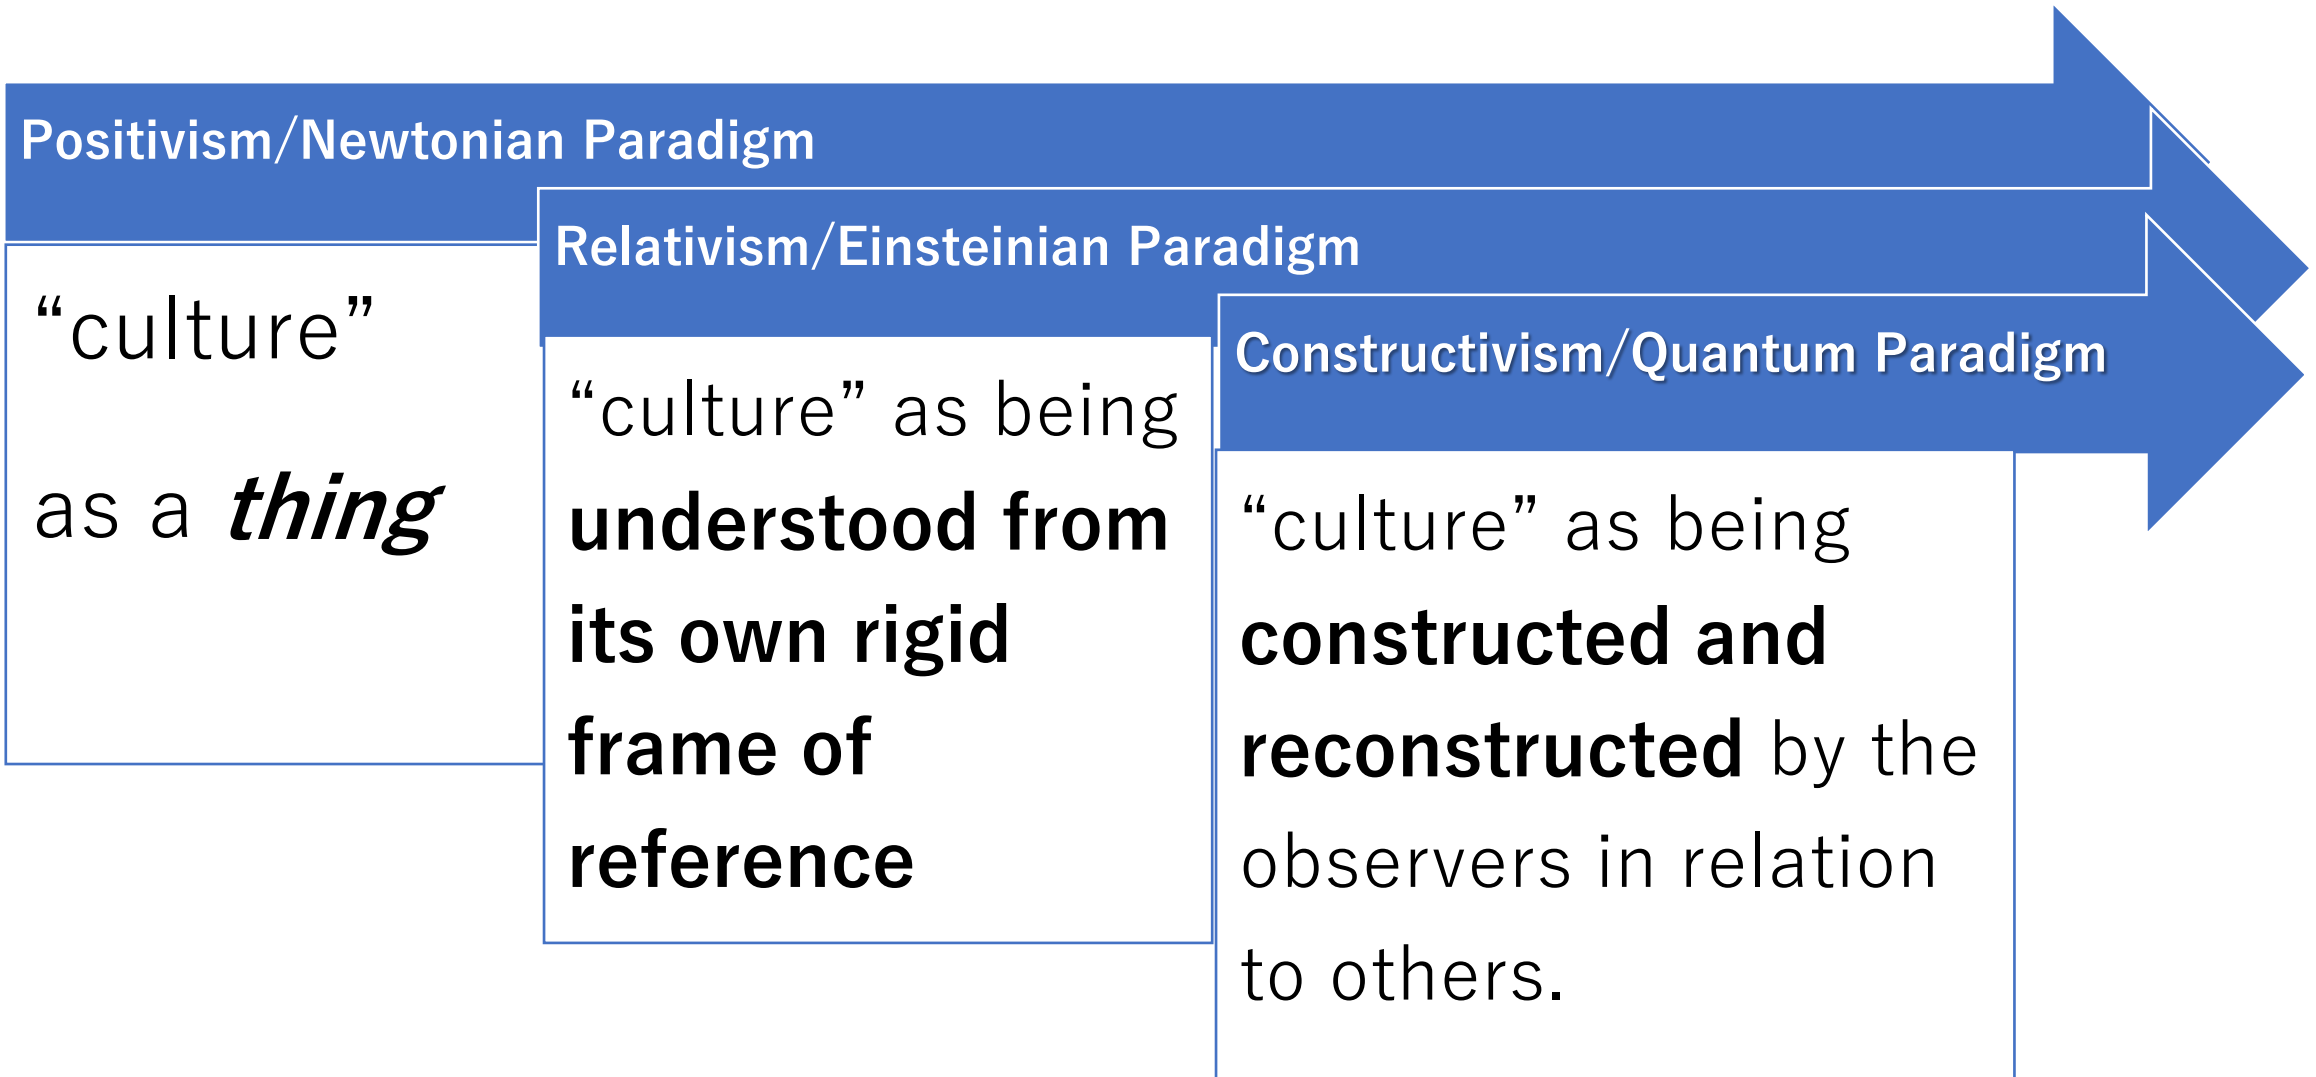 Positivism/Newtonian Paradigm
“culture”
as a thing
Relativism/Einsteinian Paradigm
“culture” as being
understood from
its own rigid
frame of
reference
Constructivism/Quantum Paradigm
“culture” as being
constructed and
reconstructed by the
observers in relation
to others.